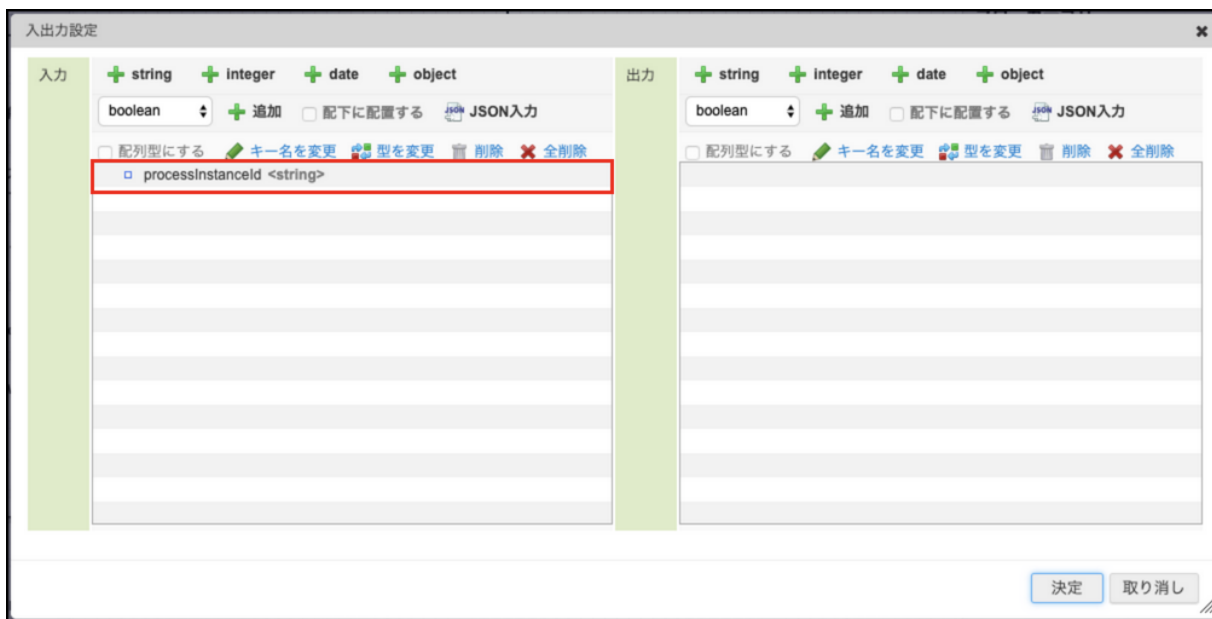 入出力設定
入力
string integer date object
boolean 追加 配下に配置する JSON入力
配列型にする キー名を変更 型を変更 削除 全削除
processInstanceId <string>
出力
string integer date object
boolean 追加 配下に配置する JSON入力
配列型にする キー名を変更 型を変更 削除 全削除
決定 取り消し